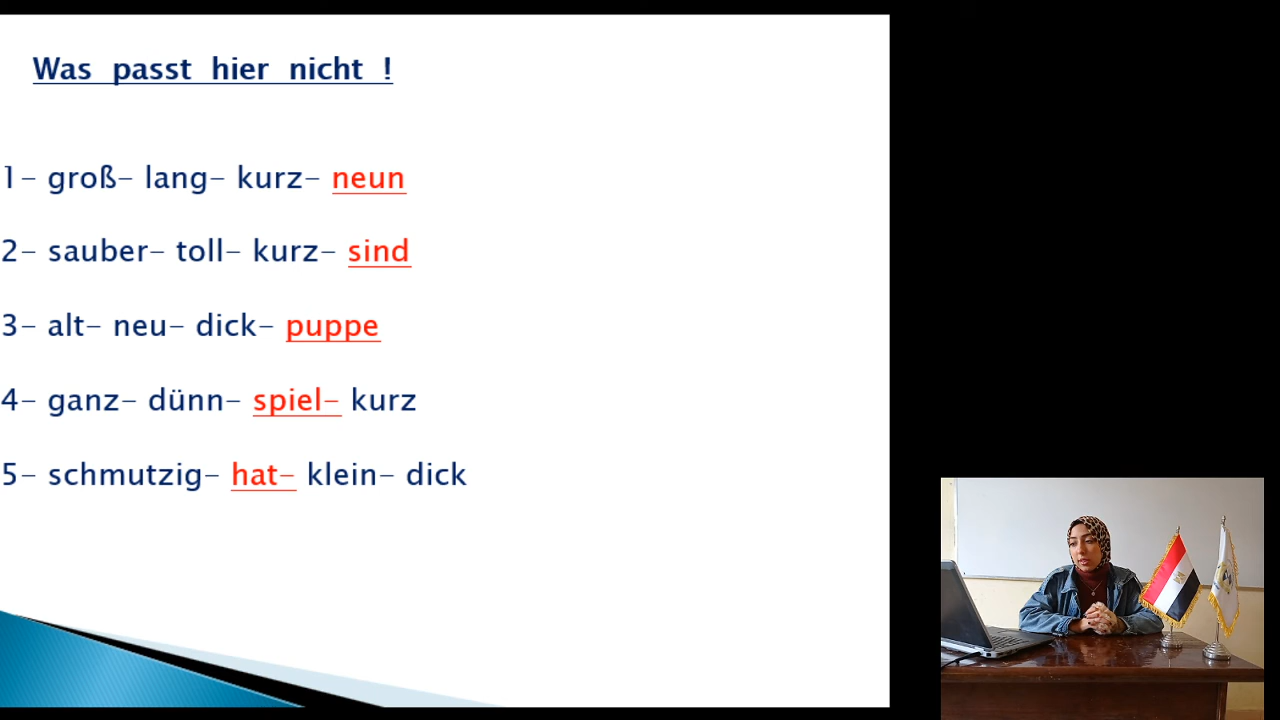 Was passt hier nicht !
1- groß- lang- kurz- neun
2- sauber- toll- kurz- sind
3- alt- neu- dick- puppe
4- ganz- dünn- spiel- kurz
5- schmutzig- hat- klein- dick